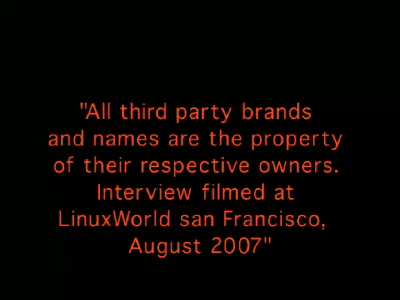 "All third party brands
and names are the property
of their respective owners.
Interview filmed at
LinuxWorld san Francisco,
August 2007"